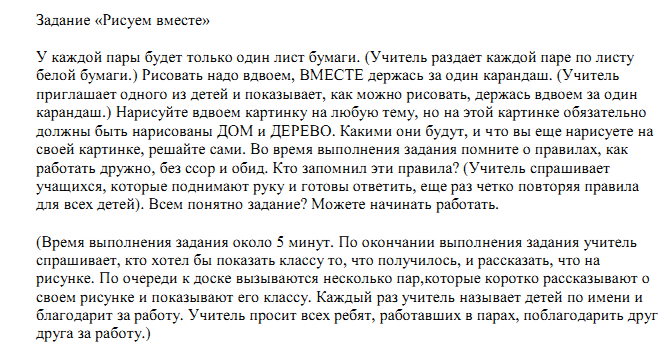 Задание «Рисуем вместе»
У каждой пары будет только один лист бумаги. (Учитель раздает каждой паре по листу
белой бумаги.) Рисовать надо вдвоем, ВМЕСТЕ держась за один карандаш. (Учитель
приглашает одного из детей и показывает, как можно рисовать, держась вдвоем за один
карандаш.) Нарисуйте вдвоем картинку на любую тему, но на этой картинке обязательно
должны быть нарисованы ДОМ и ДЕРЕВО. Какими они будут, и что вы еще нарисуете на
своей картинке, решайте сами. Во время выполнения задания помните о правилах, как
работать дружно, без ссор и обид. Кто запомнил эти правила? (Учитель спрашивает
учащихся, которые поднимают руку и готовы ответить, еще раз четко повторяя правила
для всех детей). Всем понятно задание? Можете начинать работать.
(Время выполнения задания около 5 минут. По окончании выполнения задания учитель
спрашивает, кто хотел бы показать классу то, что получилось, и рассказать, что на
рисунке. По очереди к доске вызываются несколько пар,которые коротко рассказывают о
своем рисунке и показывают его классу. Каждый раз учитель называет детей по имени и
благодарит за работу. Учитель просит всех ребят, работавших в парах, поблагодарить друг
друга за работу.)